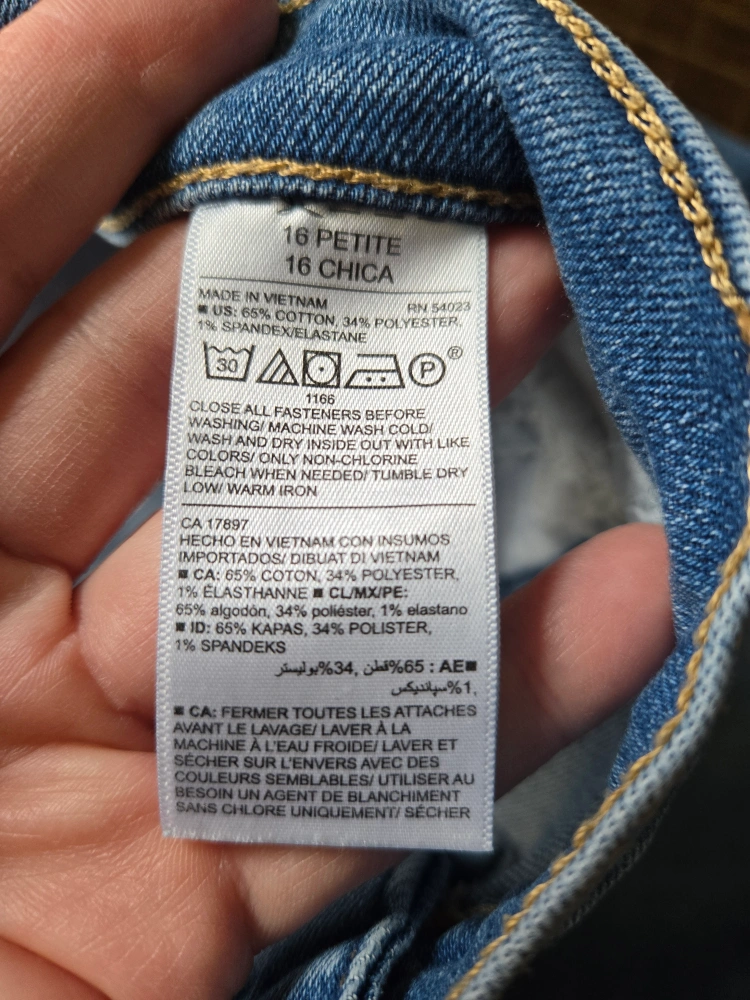 16 PETITE
16 CHICA
MADE IN VIETNAM RN 54023
■ US: 65% COTTON, 34% POLYESTER,
1% SPANDEX/ELASTANE
30 P ®
1166
CLOSE ALL FASTENERS BEFORE
WASHING/ MACHINE WASH COLD/
WASH AND DRY INSIDE OUT WITH LIKE
COLORS/ ONLY NON-CHLORINE
BLEACH WHEN NEEDED/ TUMBLE DRY
LOW/ WARM IRON
CA 17897
HECHO EN VIETNAM CON INSUMOS
IMPORTADOS/ DIBUAT DI VIETNAM
■ CA: 65% COTON, 34% POLYESTER,
1% ÉLASTHANNE ■ CL/MX/PE:
65% algodón, 34% poliéster, 1% elastano
■ ID: 65% KAPAS, 34% POLISTER,
1% SPANDEKS
■AE : 65%قطن ,34%بوليستر
,1%سپانديكس
■ CA: FERMER TOUTES LES ATTACHES
AVANT LE LAVAGE/ LAVER À LA
MACHINE À L'EAU FROIDE/ LAVER ET
SÉCHER SUR L'ENVERS AVEC DES
COULEURS SEMBLABLES/ UTILISER AU
BESOIN UN AGENT DE BLANCHIMENT
SANS CHLORE UNIQUEMENT/ SÉCHER